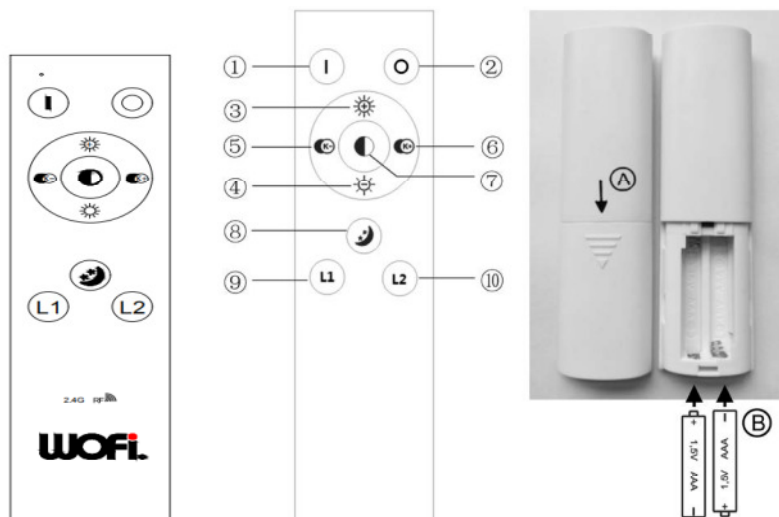 ① I O ②
③
⑤ K- K+ ⑥
④ ⑦
⑧
⑨ L1 L2 ⑩
L1 L2
2.4G RF
WOFi.
A
B
+ 1,5V AAA -
- 1,5V AAA +